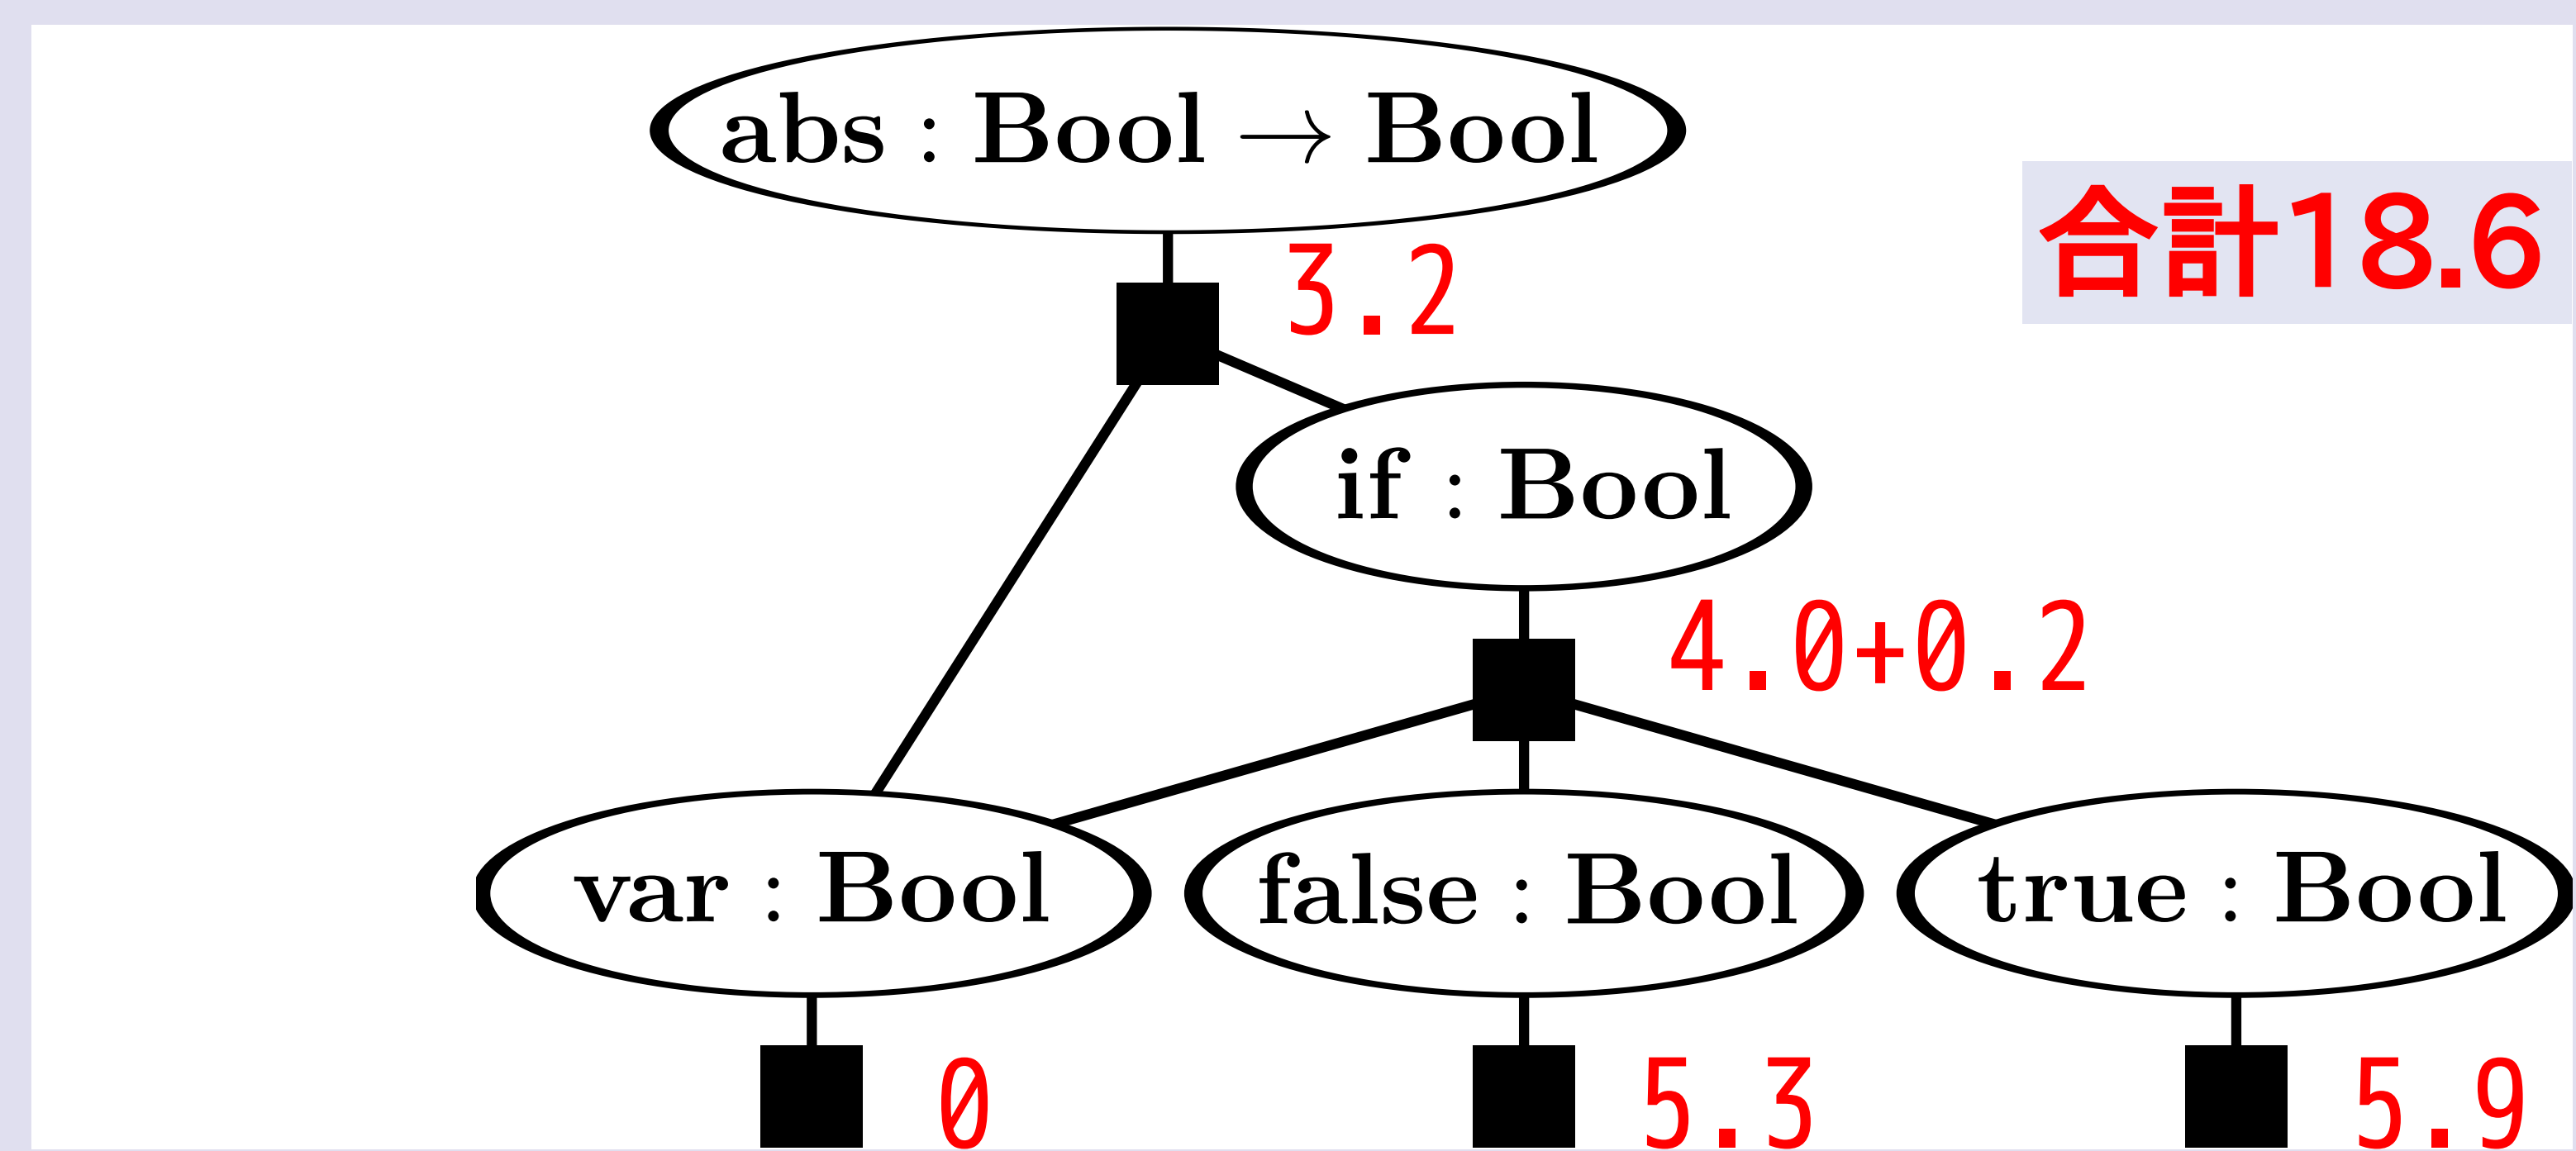 abs : Bool → Bool
合計18.6
3.2
if : Bool
4.0+0.2
var : Bool
false : Bool
true : Bool
0
5.3
5.9